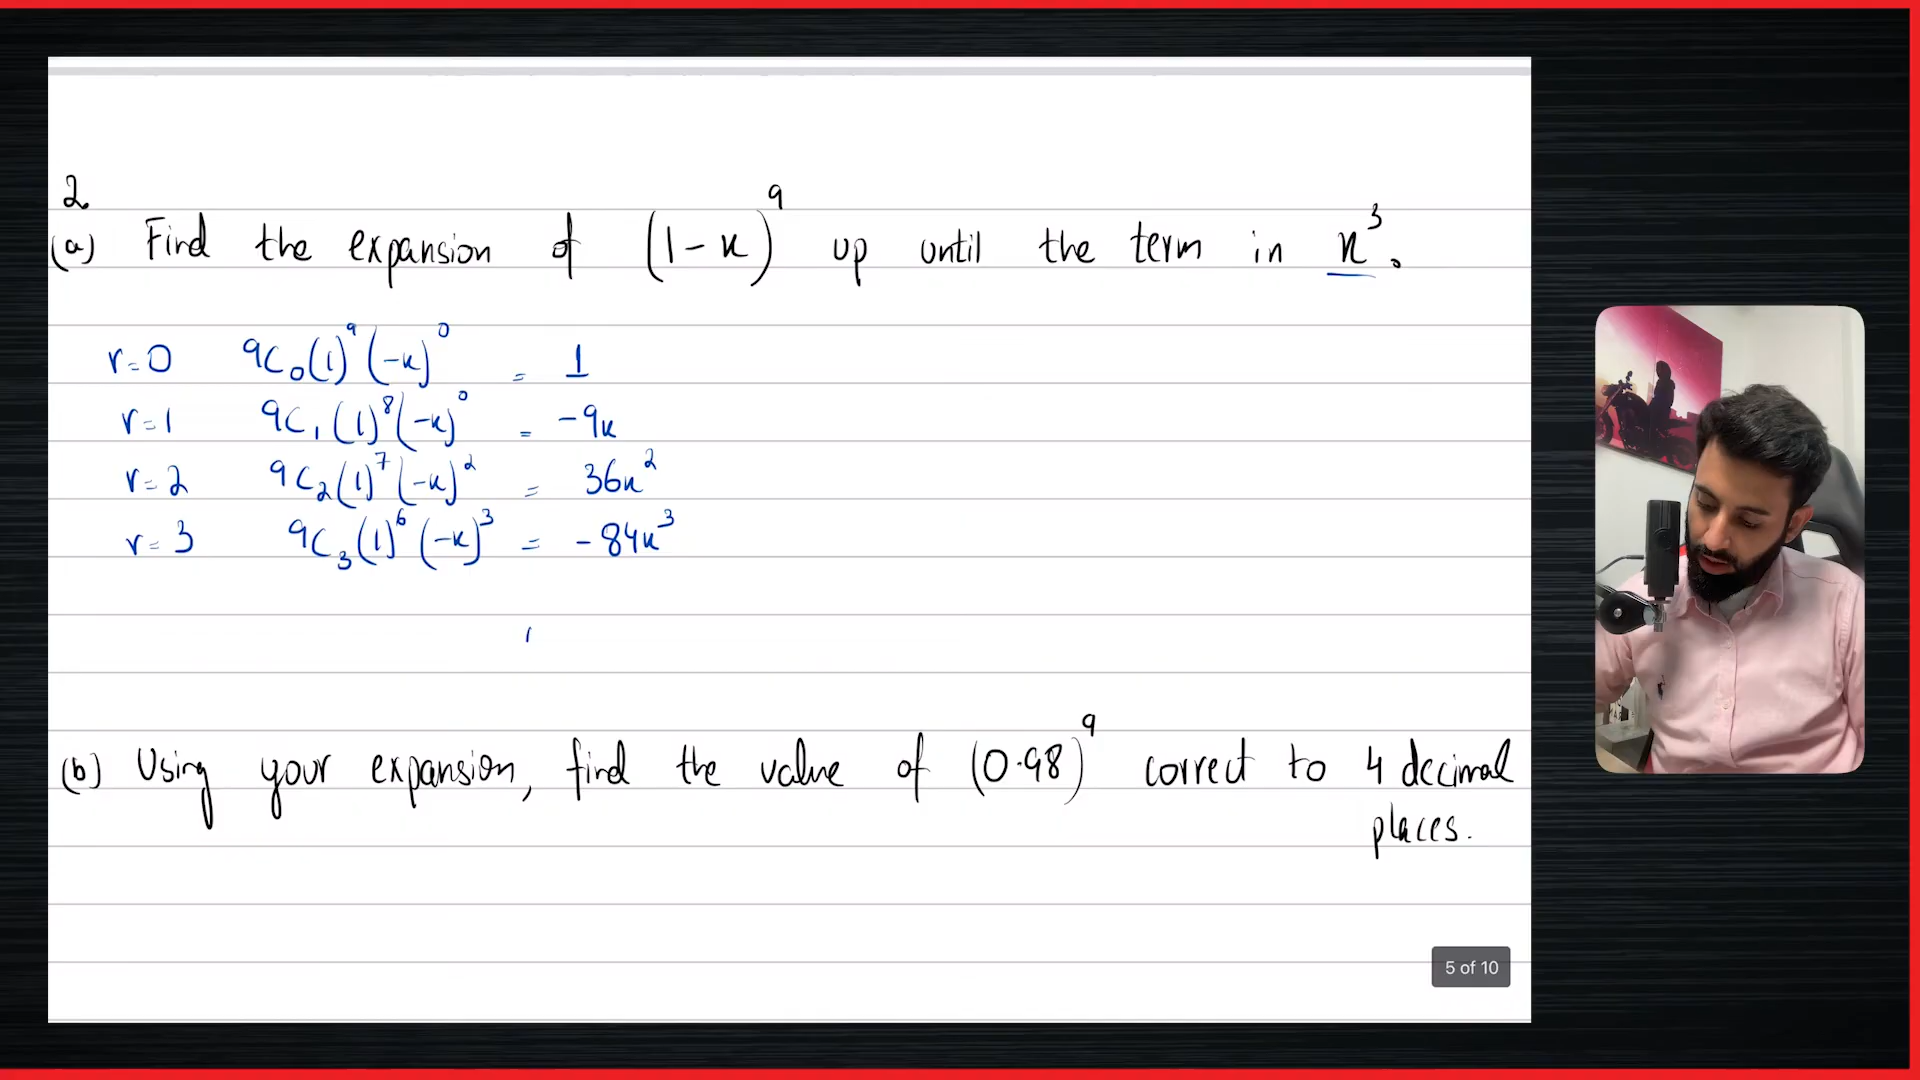 2
(a) Find the expansion of (1-x)^9 up until the term in x^3.
r=0 9C₀(1)^9(-x)^0 = 1
r=1 9C₁(1)^8(-x)^0 = -9x
r=2 9C₂(1)^7(-x)^2 = 36x^2
r=3 9C₃(1)^6(-x)^3 = -84x^3
(b) Using your expansion, find the value of (0.98)^9 correct to 4 decimal
places.
5 of 10